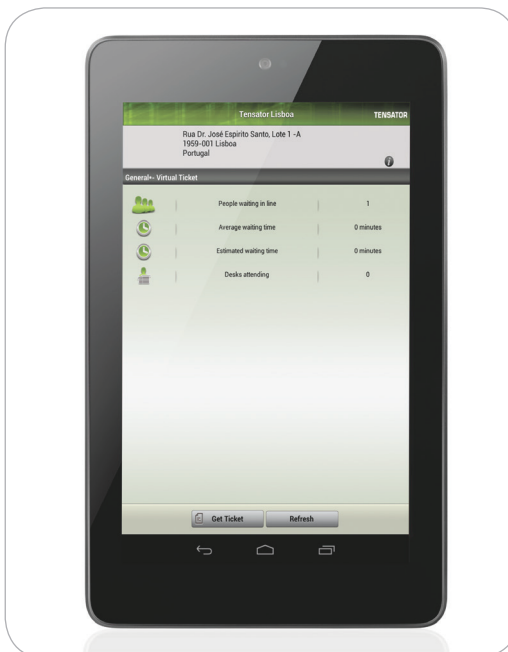 Tensator Lisboa TENSATOR
Rua Dr. José Espirito Santo, Lote 1 -A
1959-001 Lisboa
Portugal
General+- Virtual Ticket
People waiting in line 1
Average waiting time 0 minutes
Estimated waiting time 0 minutes
Desks attending 0
Get Ticket Refresh